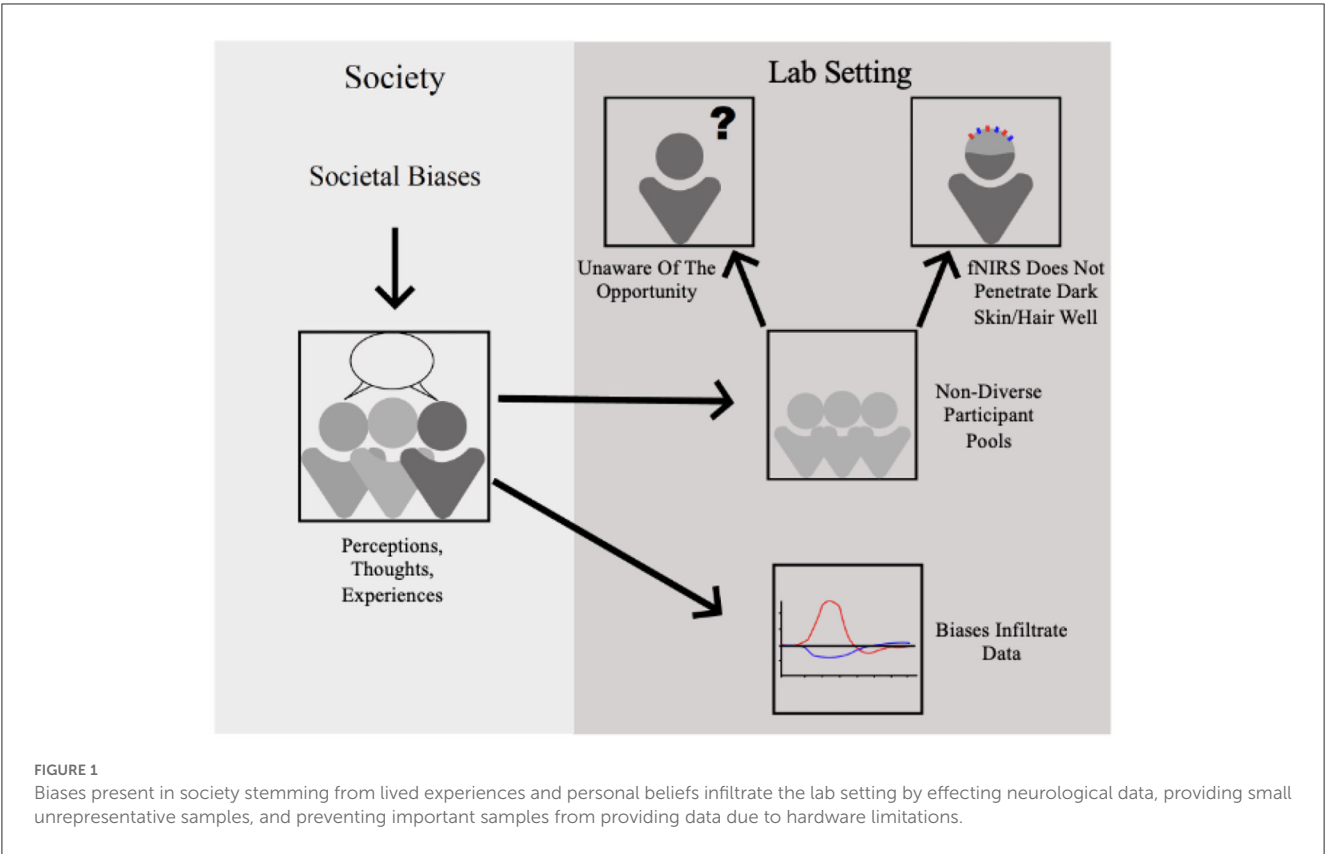 Society
Lab Setting
Societal Biases
?
Unaware Of The
Opportunity
fNIRS Does Not
Penetrate Dark
Skin/Hair Well
Non-Diverse
Participant
Pools
Perceptions,
Thoughts,
Experiences
Biases Infiltrate
Data
FIGURE 1
Biases present in society stemming from lived experiences and personal beliefs infiltrate the lab setting by effecting neurological data, providing small
unrepresentative samples, and preventing important samples from providing data due to hardware limitations.